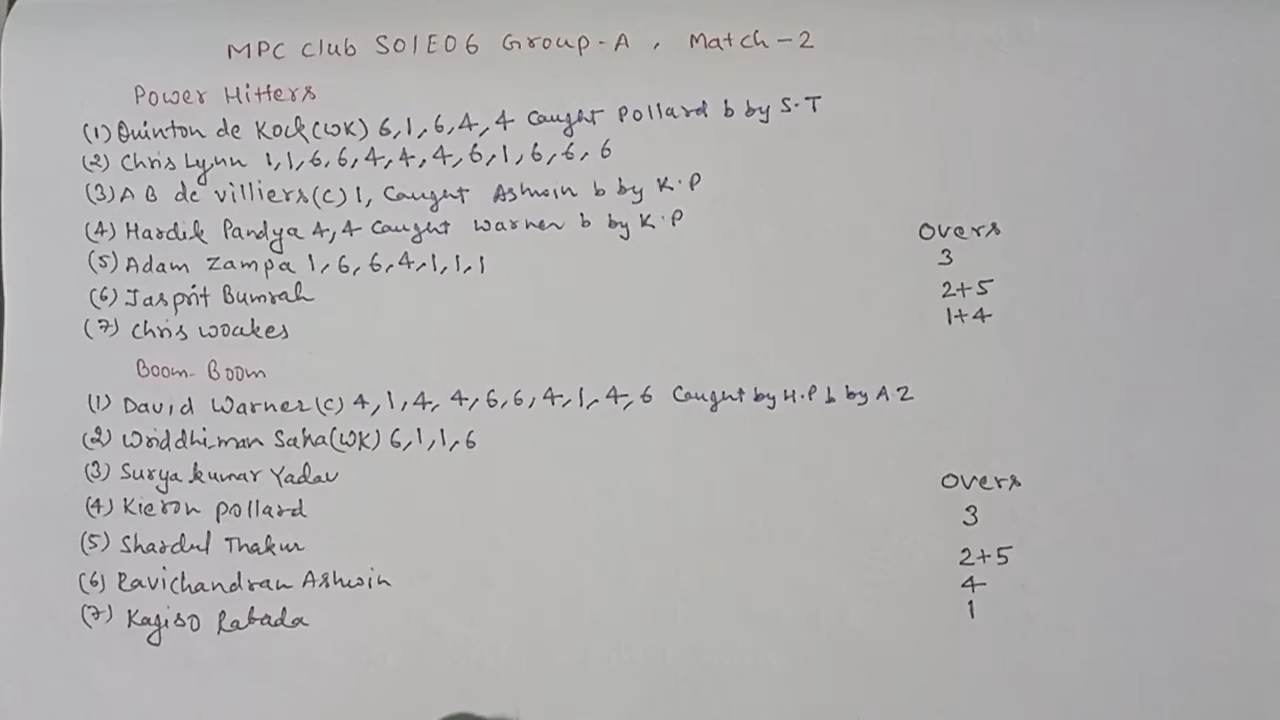 MPC Club S01E06 Group-A, Match-2
Power Hitters
(1) Quinton de Kock(WK) 6,1,6,4,4 Caught Pollard b by S.T
(2) Chris Lynn 1,1,6,6,4,4,4,6,1,6,6,6
(3) A B de villiers(C) 1, Caught Ashwin b by K.P
(4) Hardik Pandya 4,4 Caught Warner b by K.P
Overs
(5) Adam Zampa 1,6,6,4,1,1,1 3
(6) Jasprit Bumrah 2+5
(7) Chris Woakes 1+4
Boom-Boom
(1) David Warner(C) 4,1,4,4,6,6,4,1,4,6 Caught by H.P b by A.Z
(2) Wriddhiman Saha(WK) 6,1,1,6
(3) Surya kumar Yadav
Overs
(4) Kieron Pollard 3
(5) Shardul Thakur 2+5
(6) Ravichandran Ashwin 4
(7) Kagiso Rabada 1